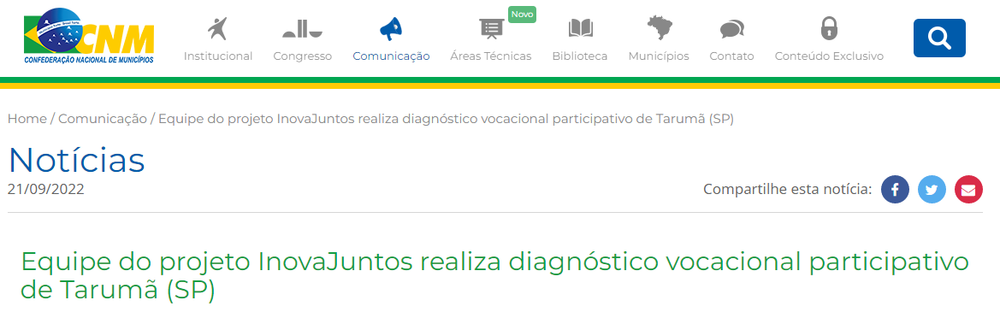 Novo
CNM
CONFEDERAÇÃO NACIONAL DE MUNICÍPIOS
Institucional Congresso Comunicação Áreas Técnicas Biblioteca Municípios Contato Conteúdo Exclusivo
Home / Comunicação / Equipe do projeto InovaJuntos realiza diagnóstico vocacional participativo de Tarumã (SP)
Notícias
21/09/2022 Compartilhe esta notícia:
Equipe do projeto InovaJuntos realiza diagnóstico vocacional participativo
de Tarumã (SP)